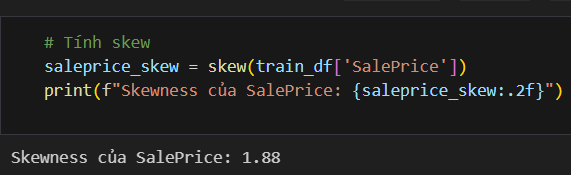 # Tính skew
saleprice_skew = skew(train_df['SalePrice'])
print(f"Skewness của SalePrice: {saleprice_skew:.2f}")
Skewness của SalePrice: 1.88